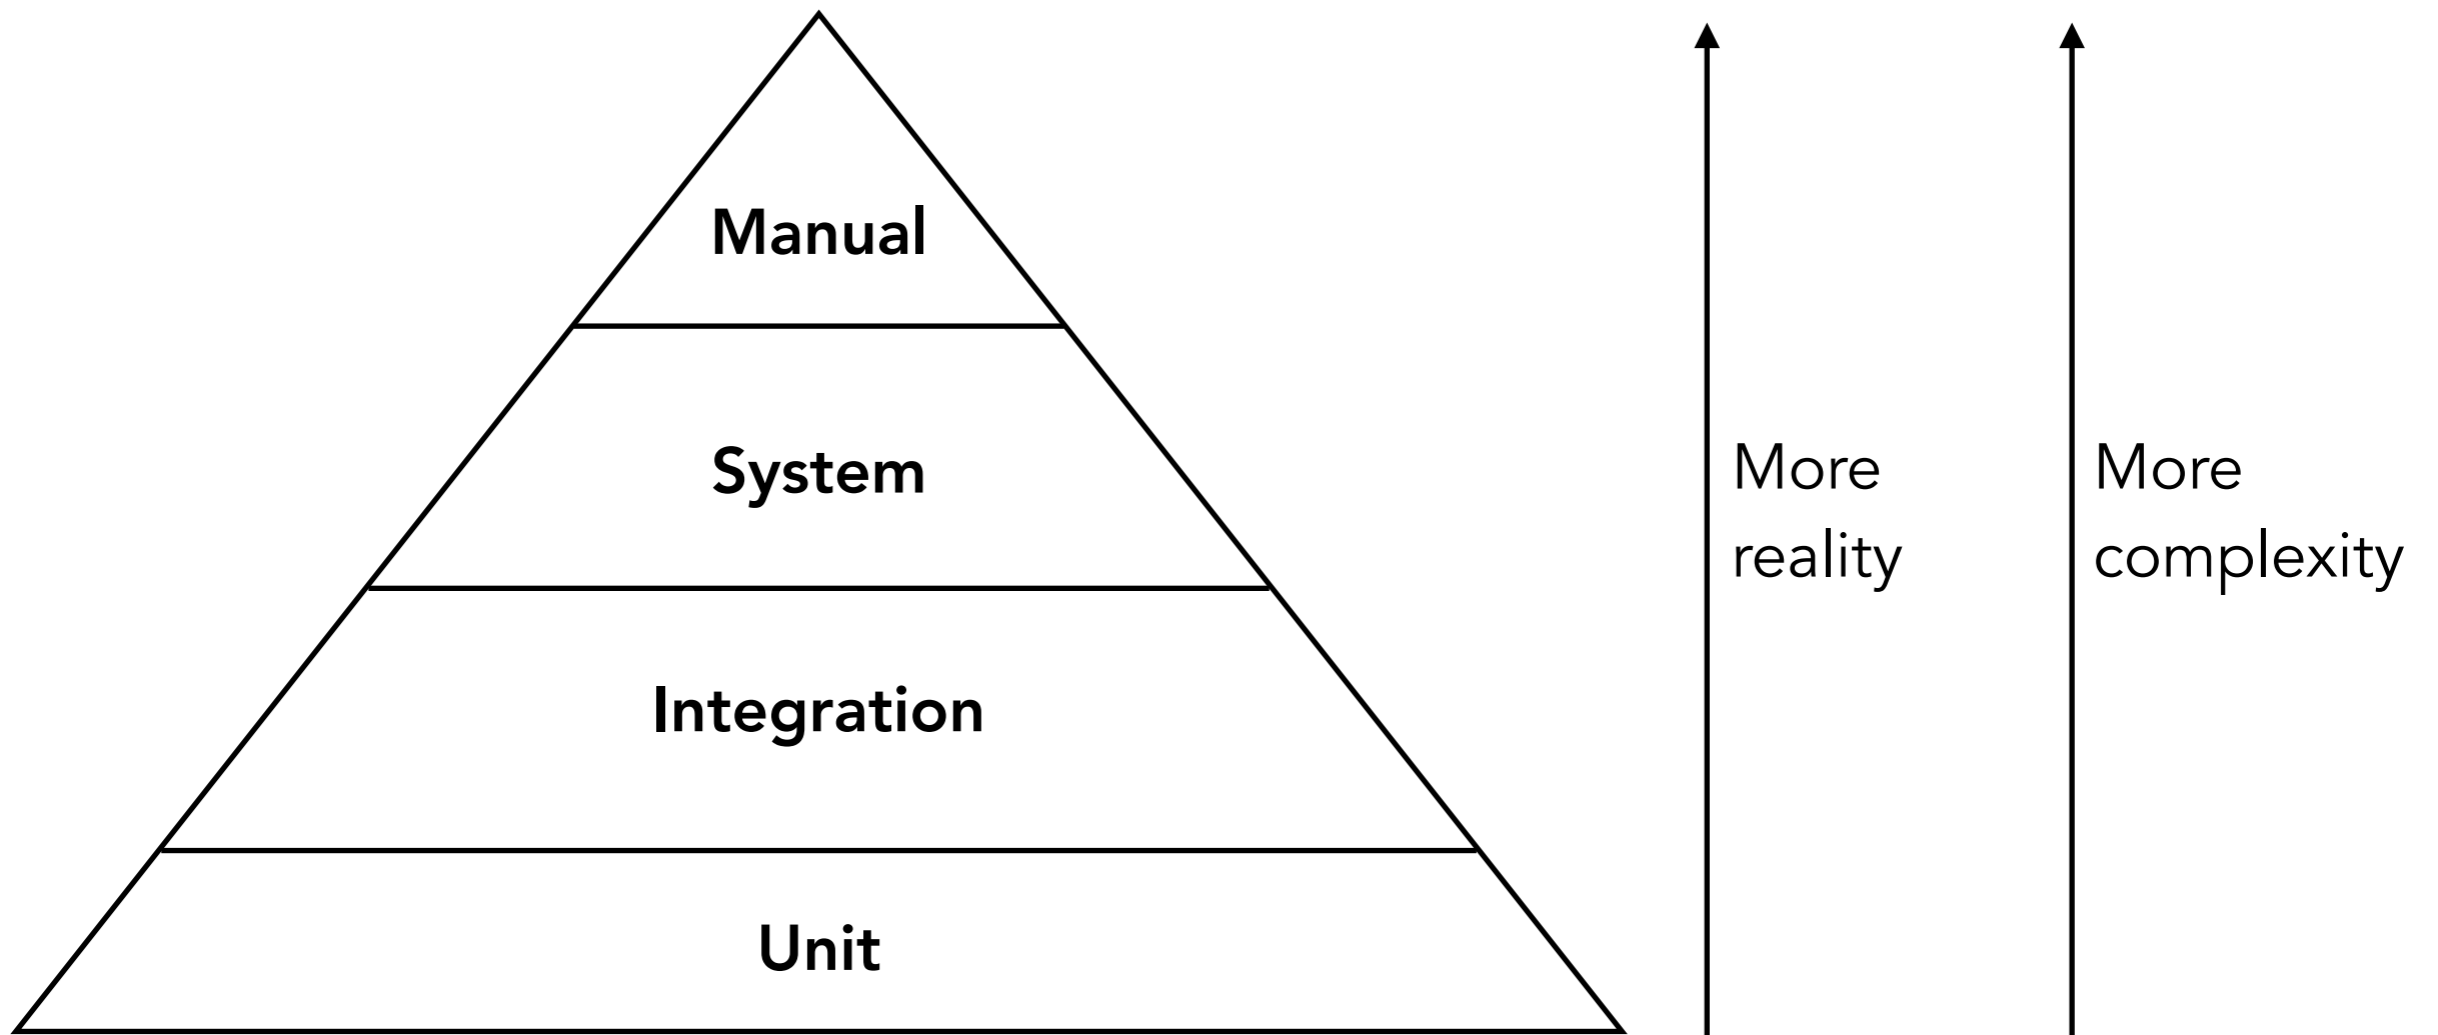 Manual
System
Integration
Unit
More
reality
More
complexity